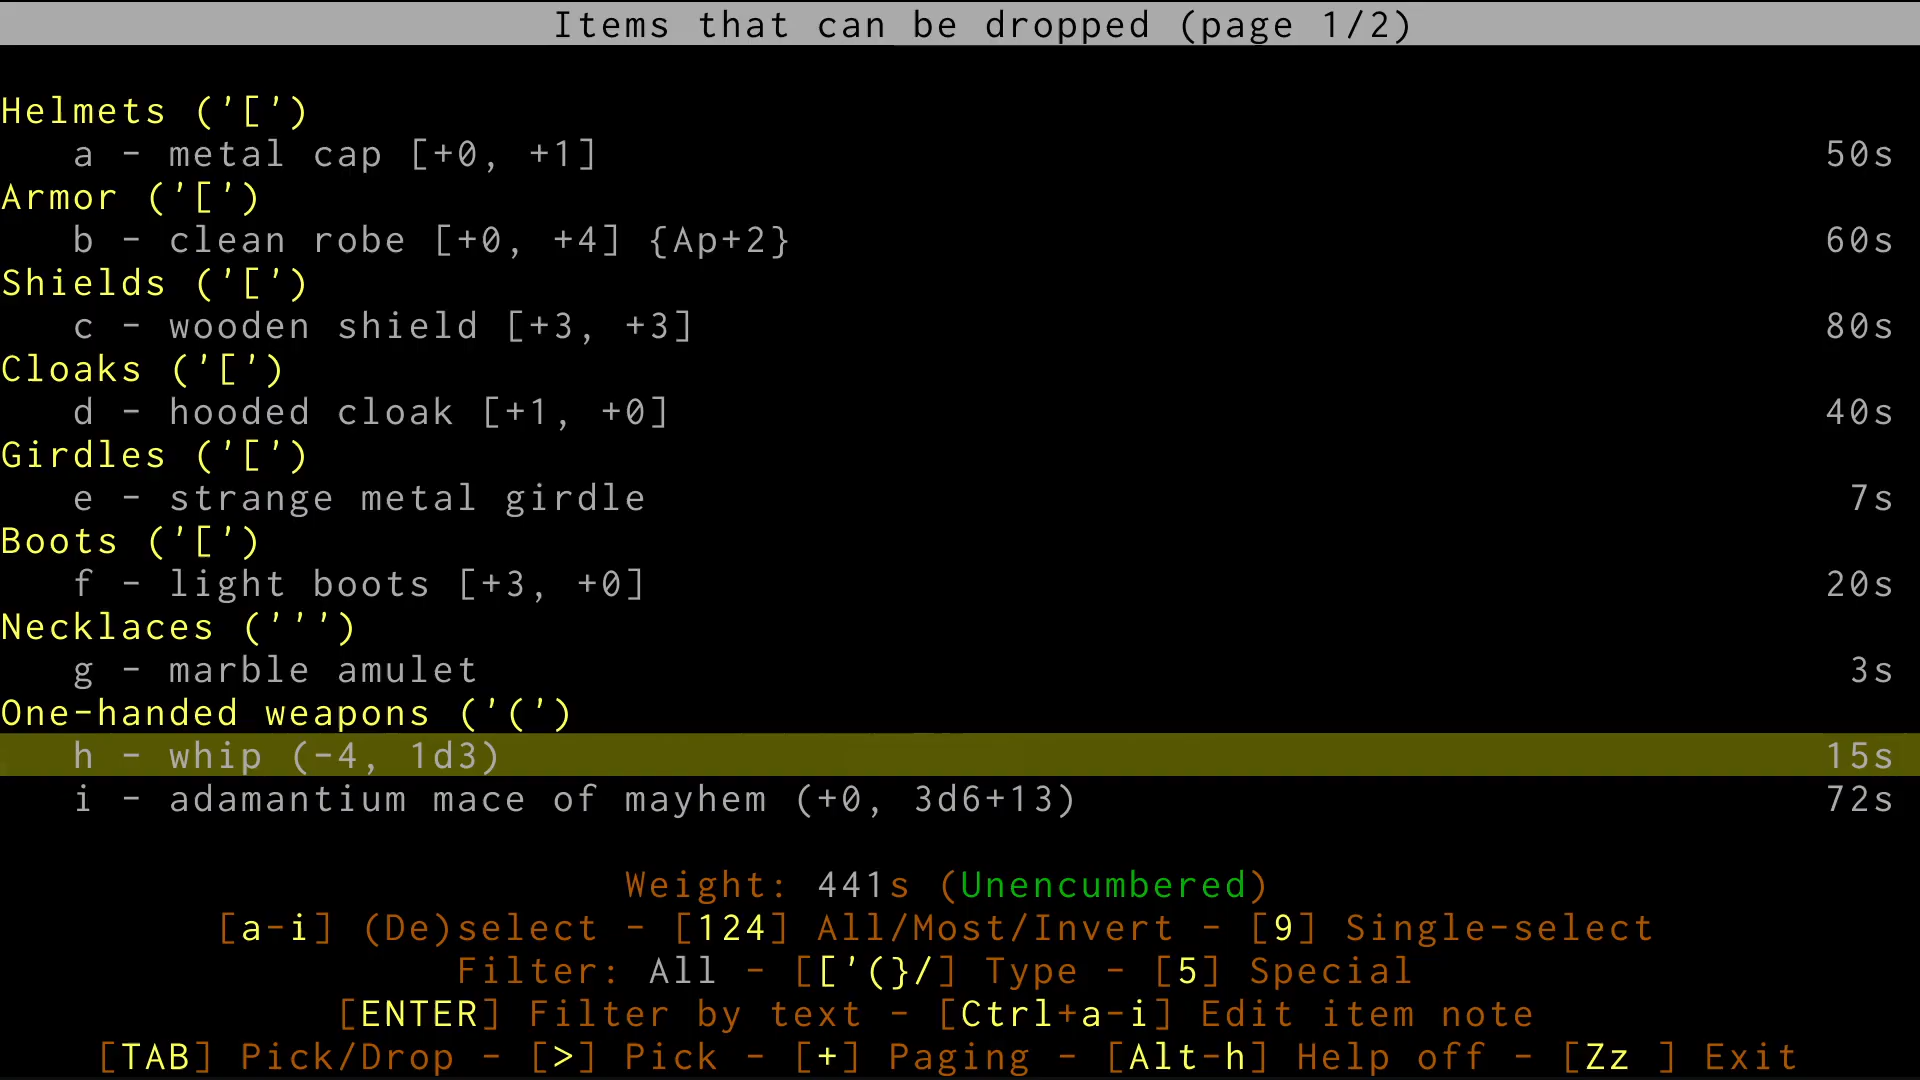 Items that can be dropped (page 1/2)
Helmets ('[')
a - metal cap [+0, +1] 50s
Armor ('[')
b - clean robe [+0, +4] {Ap+2} 60s
Shields ('[')
c - wooden shield [+3, +3] 80s
Cloaks ('[')
d - hooded cloak [+1, +0] 40s
Girdles ('[')
e - strange metal girdle 7s
Boots ('[')
f - light boots [+3, +0] 20s
Necklaces (''')
g - marble amulet 3s
One-handed weapons ('(')
h - whip (-4, 1d3) 15s
i - adamantium mace of mayhem (+0, 3d6+13) 72s
Weight: 441s (Unencumbered)
[a-i] (De)select - [124] All/Most/Invert - [9] Single-select
Filter: All - [['(}/] Type - [5] Special
[ENTER] Filter by text - [Ctrl+a-i] Edit item note
[TAB] Pick/Drop - [>] Pick - [+] Paging - [Alt-h] Help off - [Zz ] Exit